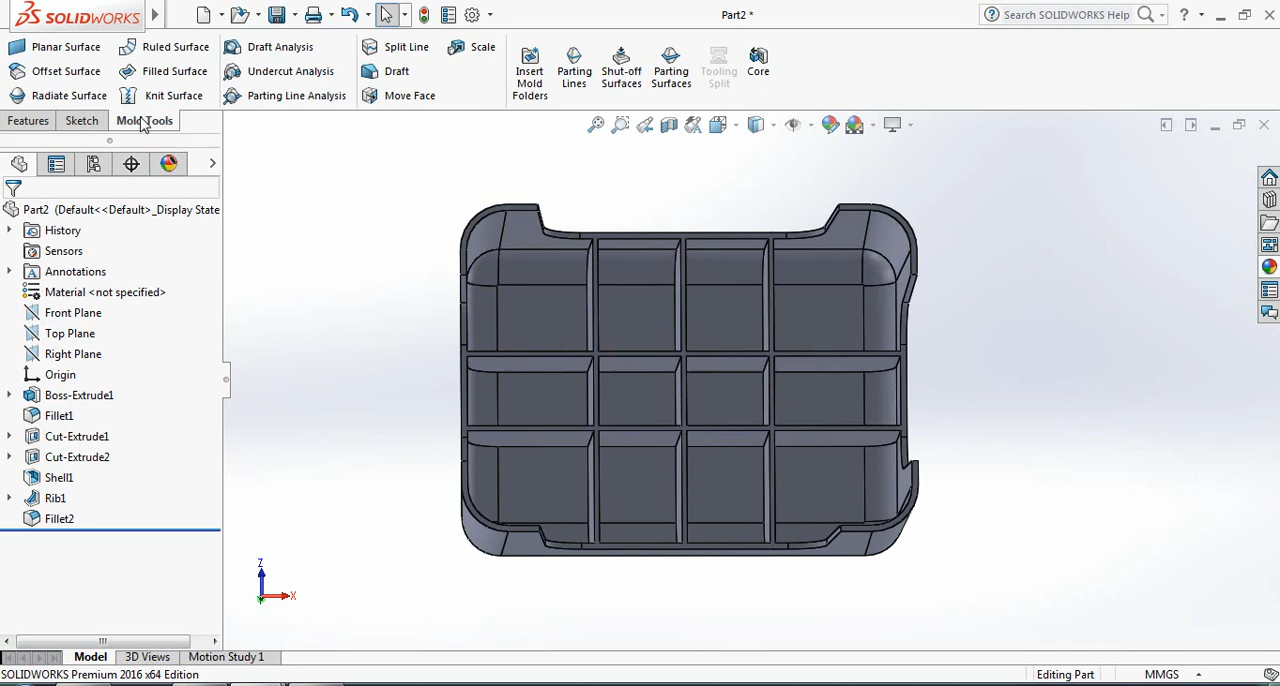 SOLIDWORKS
Part2 *
Search SOLIDWORKS Help
Planar Surface
Ruled Surface
Draft Analysis
Split Line
Scale
Offset Surface
Filled Surface
Undercut Analysis
Draft
Radiate Surface
Knit Surface
Parting Line Analysis
Move Face
Insert Mold Folders
Parting Lines
Shut-off Surfaces
Parting Surfaces
Tooling Split
Core
Features
Sketch
Mold Tools
Part2 (Default<<Default>_Display State
History
Sensors
Annotations
Material <not specified>
Front Plane
Top Plane
Right Plane
Origin
Boss-Extrude1
Fillet1
Cut-Extrude1
Cut-Extrude2
Shell1
Rib1
Fillet2
Z
X
Model
3D Views
Motion Study 1
SOLIDWORKS Premium 2016 x64 Edition
Editing Part
MMGS